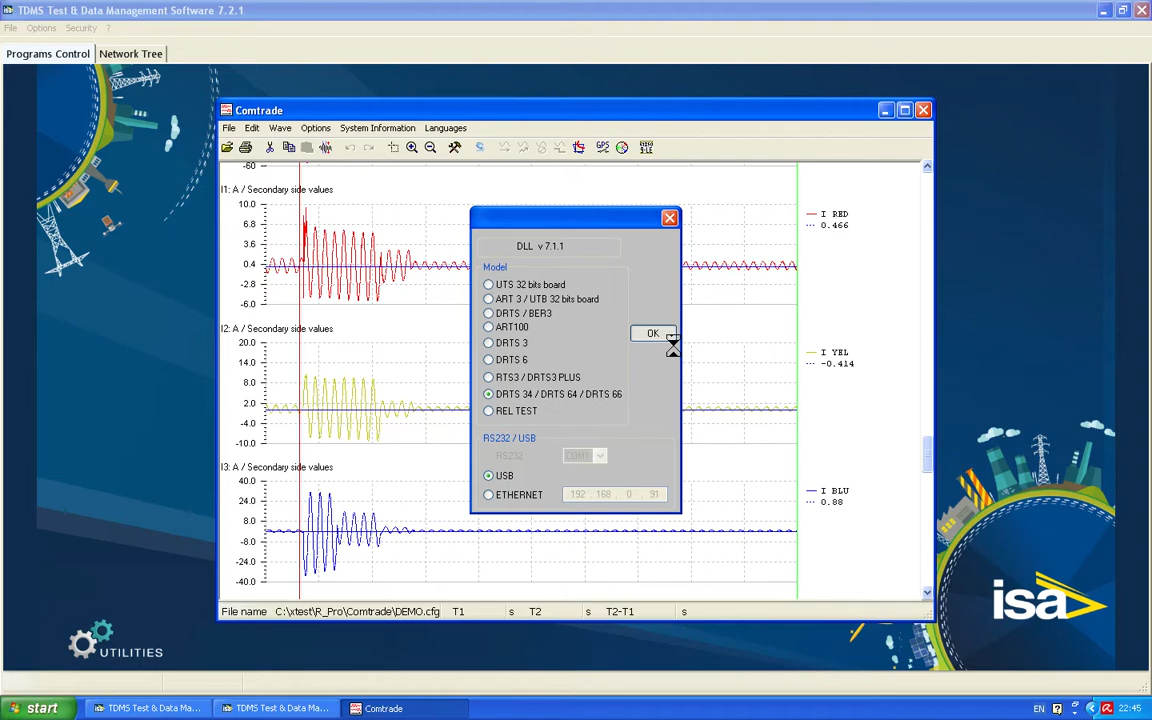 TDMS Test & Data Management Software 7.2.1
File Options Security ?
Programs Control Network Tree
Comtrade
File Edit Wave Options System Information Languages
GPS
-60
I1: A / Secondary side values
10.0
6.8
3.6
0.4
-2.8
-6.0
I RED
0.466
I2: A / Secondary side values
20.0
14.0
8.0
2.0
-4.0
-10.0
I YEL
-0.414
I3: A / Secondary side values
40.0
24.0
8.0
-8.0
-24.0
-40.0
I BLU
0.88
DLL v 7.1.1
Model
UTS 32 bits board
ART 3 / UTB 32 bits board
DRTS / BER3
ART100
DRTS 3
DRTS 6
RTS3 / DRTS3 PLUS
DRTS 34 / DRTS 64 / DRTS 66
REL TEST
OK
RS232 / USB
RS232 COM1
USB
ETHERNET 192 . 168 . 0 . 91
File name C:\xtest\R_Pro\Comtrade\DEMO.cfg T1 s T2 s T2-T1 s
isa
UTILITIES
start TDMS Test & Data Ma... TDMS Test & Data Ma... Comtrade EN 22:45